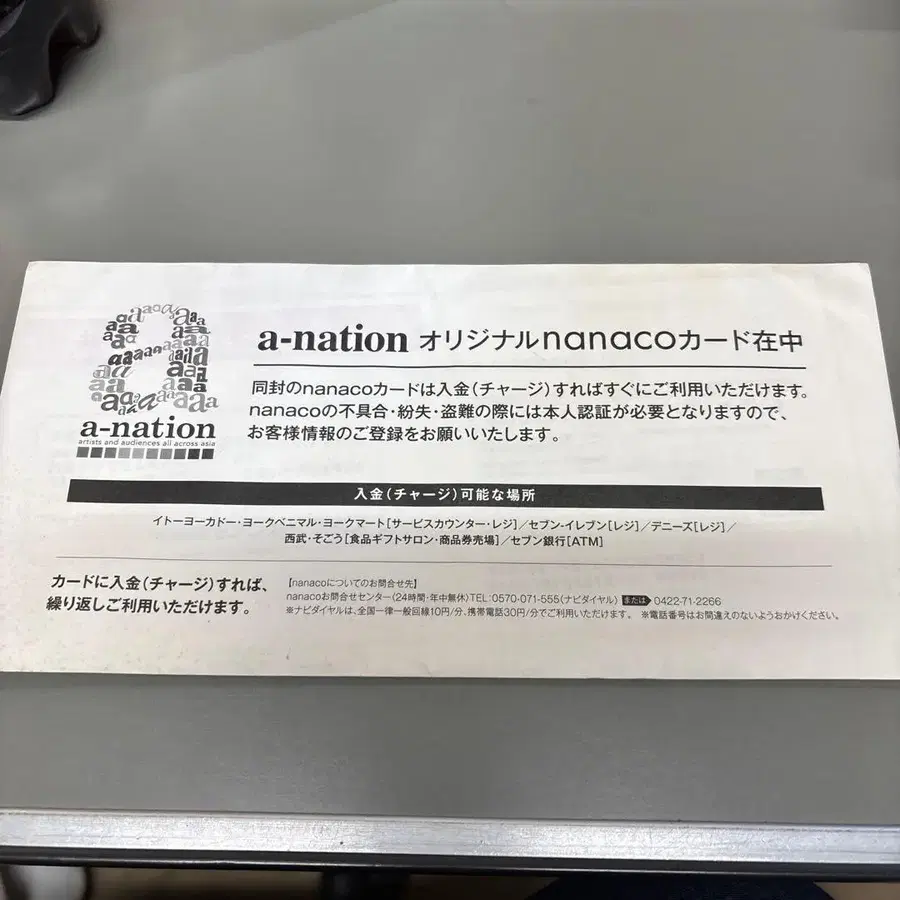 a-nation オリジナルnanacoカード在中
同封のnanacoカードは入金(チャージ)すればすぐにご利用いただけます。
nanacoの不具合・紛失・盗難の際には本人認証が必要となりますので、
お客様情報のご登録をお願いいたします。
a-nation
artists and audiences all across asia
入金(チャージ)可能な場所
イトーヨーカドー・ヨークベニマル・ヨークマート[サービスカウンター・レジ]/セブン-イレブン[レジ]/デニーズ[レジ]/
西武・そごう[食品ギフトサロン・商品券売場]/セブン銀行[ATM]
カードに入金(チャージ)すれば、
繰り返しご利用いただけます。
【nanacoについてのお問合せ先】
nanacoお問合せセンター(24時間・年中無休)TEL:0570-071-555(ナビダイヤル) または 0422-71-2266
※ナビダイヤルは、全国一律一般回線10円/分、携帯電話30円/分でご利用いただけます。 ※電話番号はお間違えのないようおかけください。